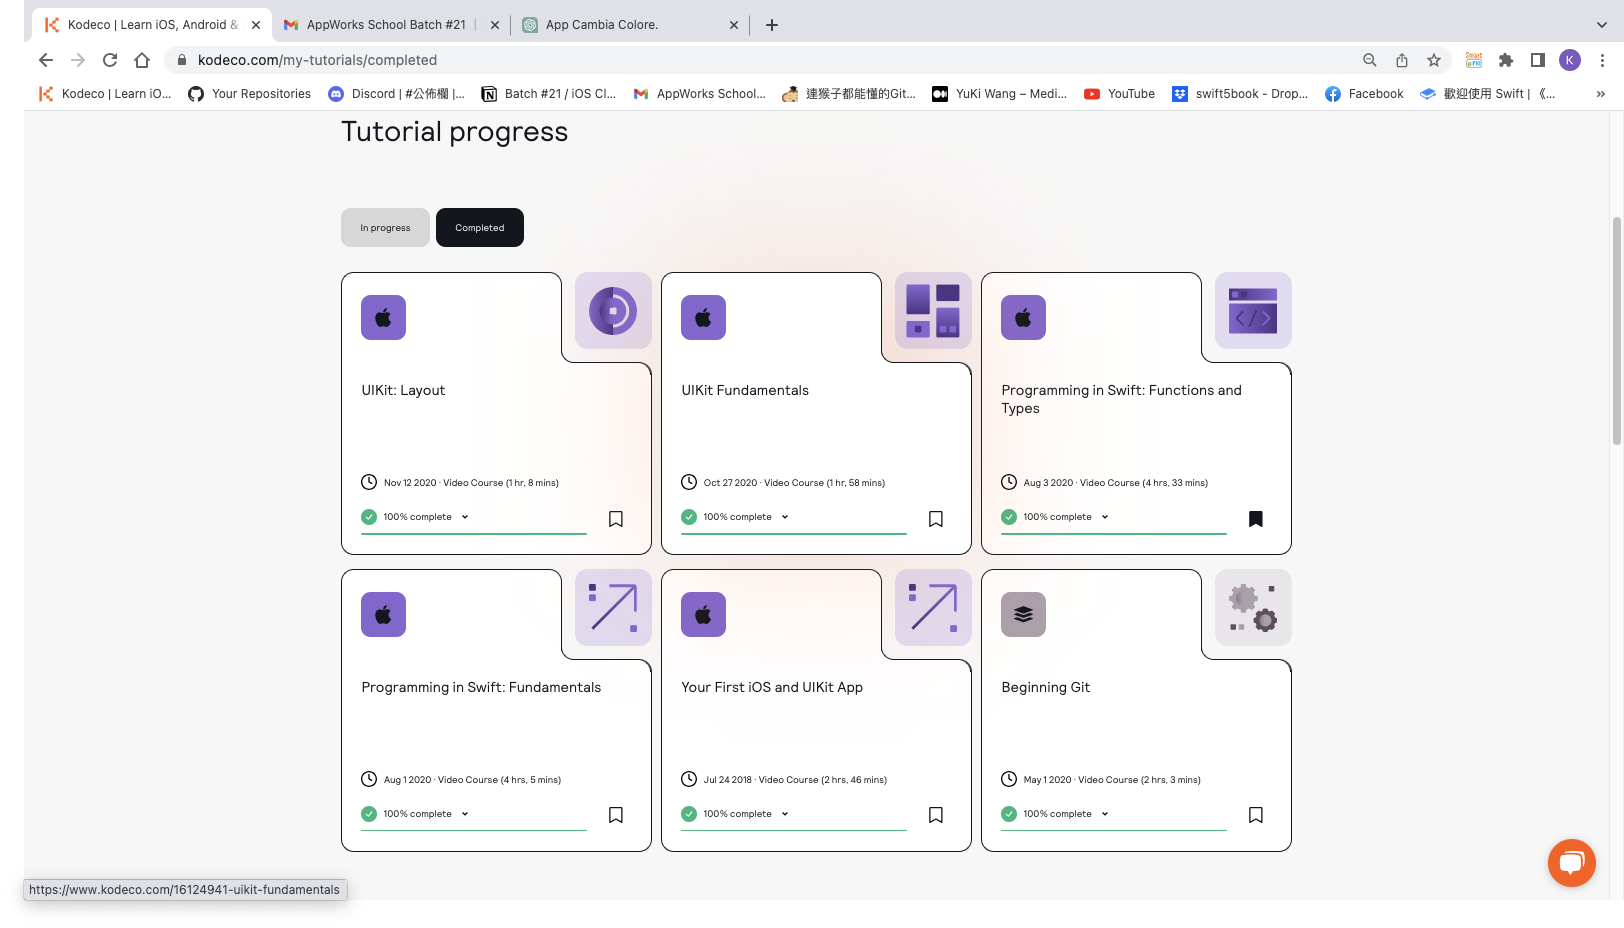 Kodeco | Learn iOS, Android &
AppWorks School Batch #21
App Cambia Colore.
kodeco.com/my-tutorials/completed
Smart
K
Kodeco | Learn iO...
Your Repositories
Discord | #公佈欄 |...
Batch #21 / iOS Cl...
AppWorks School...
連猴子都能懂的Git...
YuKi Wang – Medi...
YouTube
swift5book - Drop...
Facebook
歡迎使用 Swift | 《...
»
Tutorial progress
In progress
Completed
UIKit: Layout
Nov 12 2020 · Video Course (1 hr, 8 mins)
100% complete
UIKit Fundamentals
Oct 27 2020 · Video Course (1 hr, 58 mins)
100% complete
Programming in Swift: Functions and
Types
Aug 3 2020 · Video Course (4 hrs, 33 mins)
100% complete
Programming in Swift: Fundamentals
Aug 1 2020 · Video Course (4 hrs, 5 mins)
100% complete
Your First iOS and UIKit App
Jul 24 2018 · Video Course (2 hrs, 46 mins)
100% complete
Beginning Git
May 1 2020 · Video Course (2 hrs, 3 mins)
100% complete
https://www.kodeco.com/16124941-uikit-fundamentals